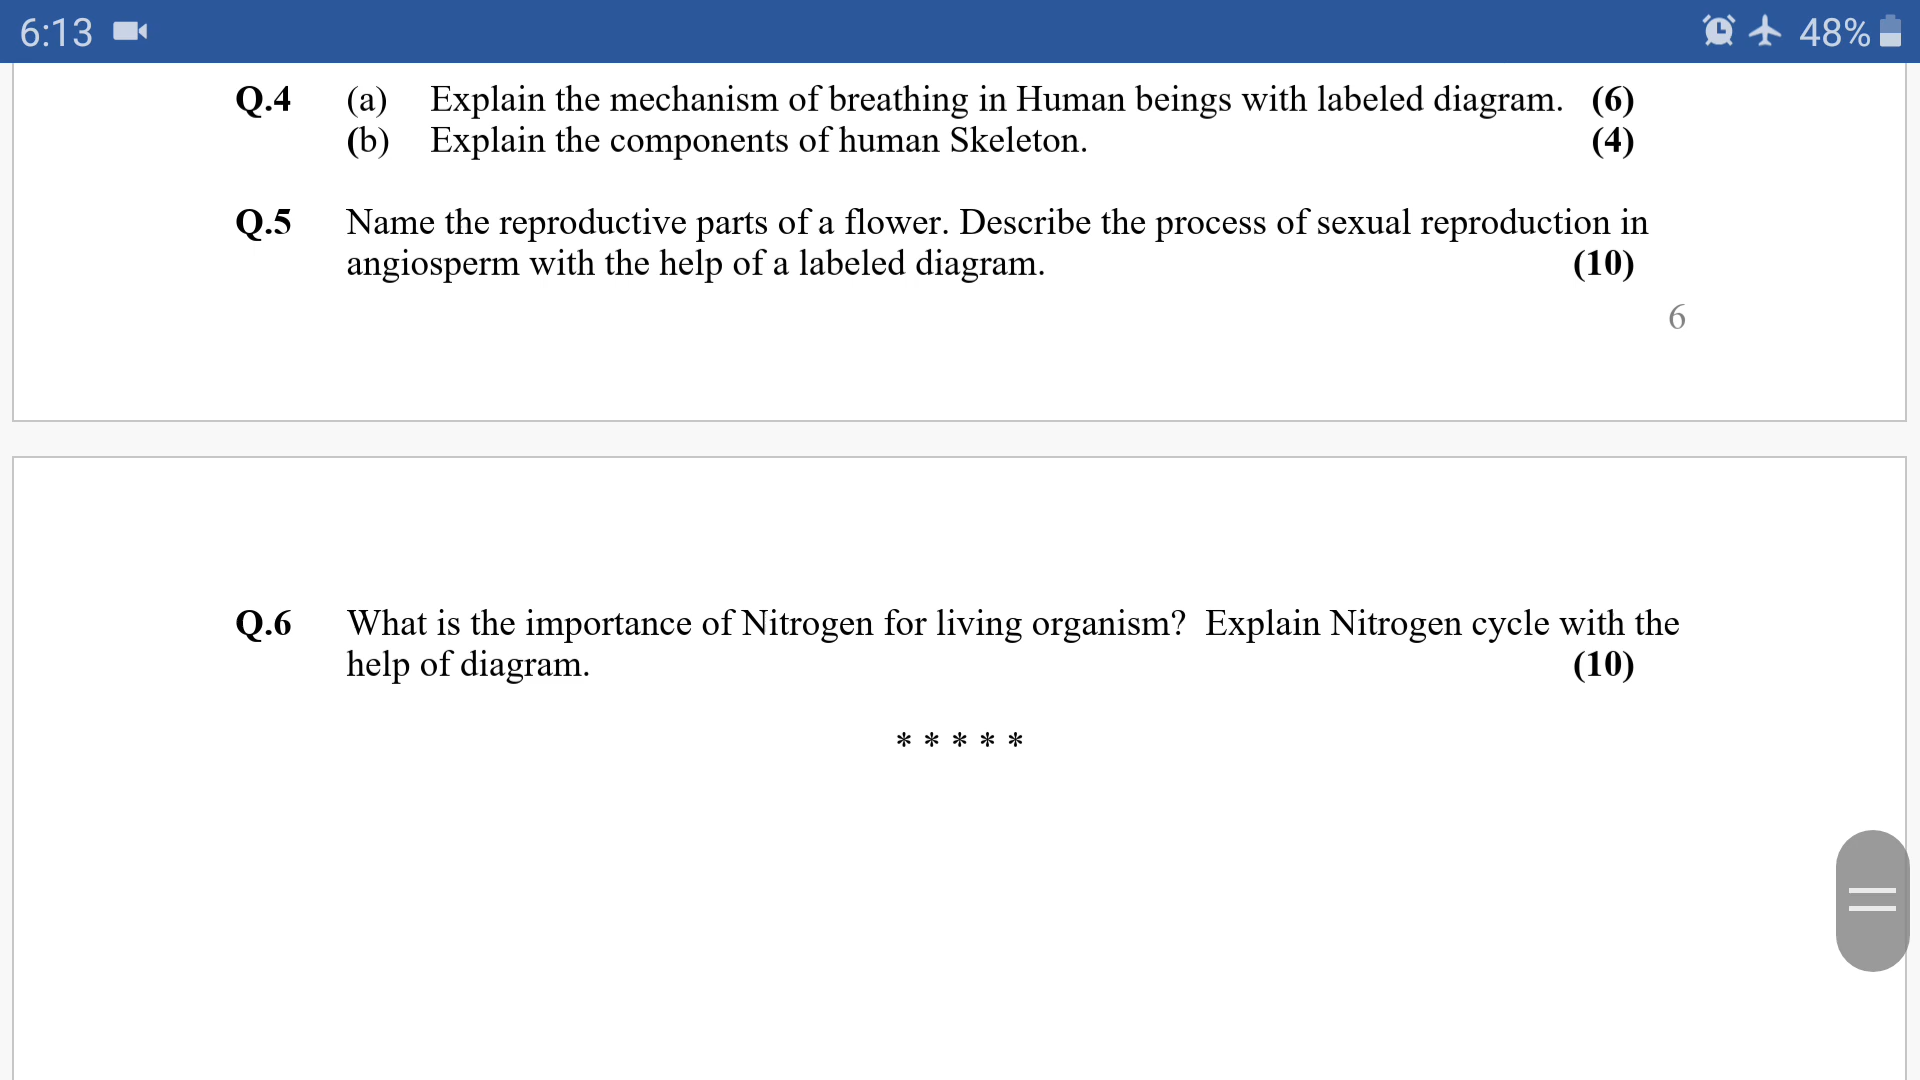 6:13 48%
Q.4 (a) Explain the mechanism of breathing in Human beings with labeled diagram. (6)
(b) Explain the components of human Skeleton. (4)
Q.5 Name the reproductive parts of a flower. Describe the process of sexual reproduction in
angiosperm with the help of a labeled diagram. (10)
6
Q.6 What is the importance of Nitrogen for living organism?  Explain Nitrogen cycle with the
help of diagram. (10)
* * * * *